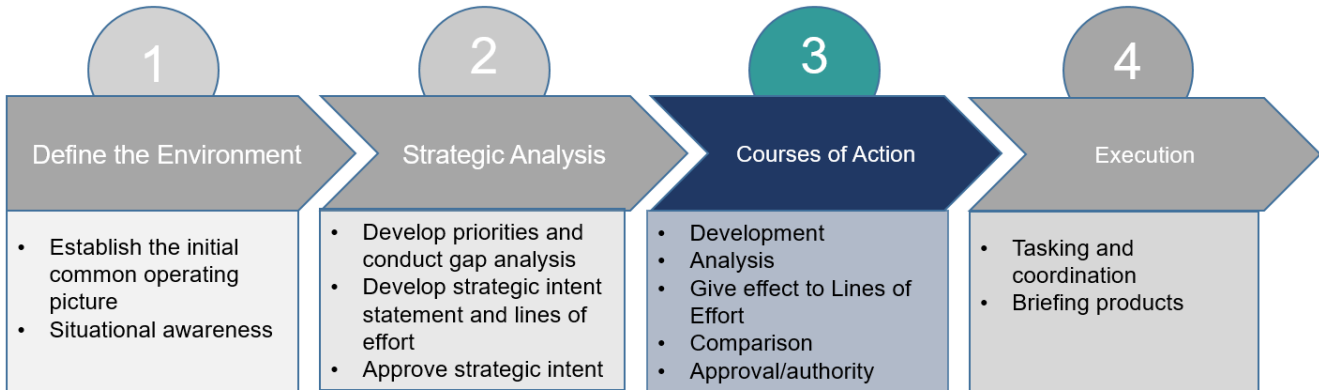 1
Define the Environment
• Establish the initial
common operating
picture
• Situational awareness
2
Strategic Analysis
• Develop priorities and
conduct gap analysis
• Develop strategic intent
statement and lines of
effort
• Approve strategic intent
3
Courses of Action
• Development
• Analysis
• Give effect to Lines of
Effort
• Comparison
• Approval/authority
4
Execution
• Tasking and
coordination
• Briefing products